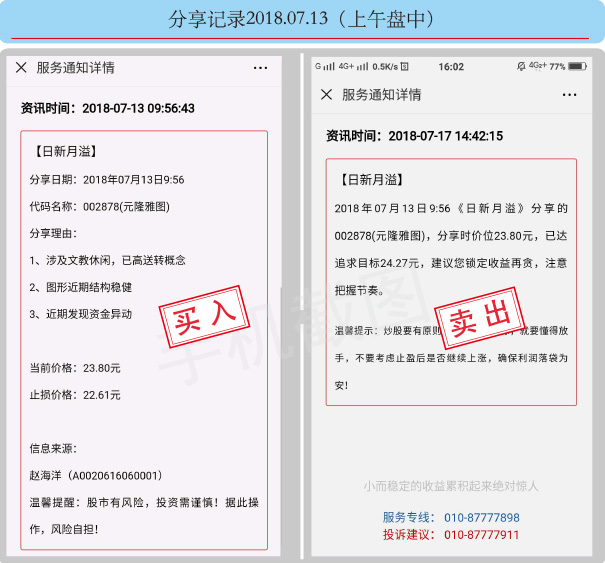 分享记录2018.07.13（上午盘中）
服务通知详情
资讯时间：2018-07-13 09:56:43
【日新月溢】
分享日期：2018年07月13日9:56
代码名称：002878(元隆雅图)
分享理由：
1、涉及文教休闲，已高送转概念
2、图形近期结构稳健
3、近期发现资金异动
买入
当前价格：23.80元
止损价格：22.61元
信息来源：
赵海洋（A0020616060001）
温馨提醒：股市有风险，投资需谨慎！据此操
作，风险自担！
G 4G+ 0.5K/s 16:02 4G2+ 77%
服务通知详情
资讯时间：2018-07-17 14:42:15
【日新月溢】
2018年07月13日9:56《日新月溢》分享的
002878(元隆雅图)，分享时价位23.80元，已达
追求目标24.27元，建议您锁定收益再贪，注意
把握节奏。
卖出
温馨提示：炒股要有原则，就要懂得放
手，不要考虑止盈后是否继续上涨，确保利润落袋为
安！
小而稳定的收益累积起来绝对惊人
服务专线： 010-87777898
投诉建议： 010-87777911
手机截图